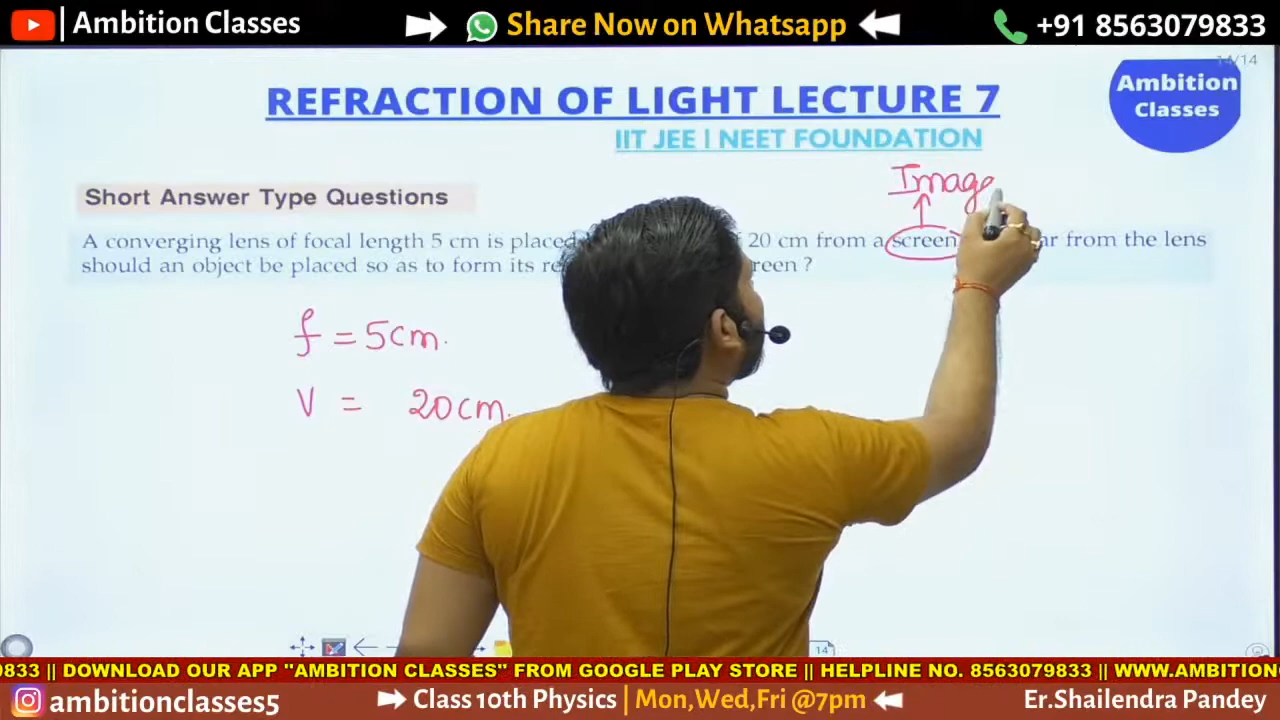 Ambition Classes
Share Now on Whatsapp
+91 8563079833
14/14
Ambition
Classes
REFRACTION OF LIGHT LECTURE 7
IIT JEE | NEET FOUNDATION
Image
Short Answer Type Questions
A converging lens of focal length 5 cm is placed 20 cm from a screen from the lens
should an object be placed so as to form its
f = 5cm.
V = 20cm.
14
9833 || DOWNLOAD OUR APP "AMBITION CLASSES" FROM GOOGLE PLAY STORE || HELPLINE NO. 8563079833 || WWW.AMBITION
ambitionclasses5
Class 10th Physics | Mon,Wed,Fri @7pm
Er.Shailendra Pandey